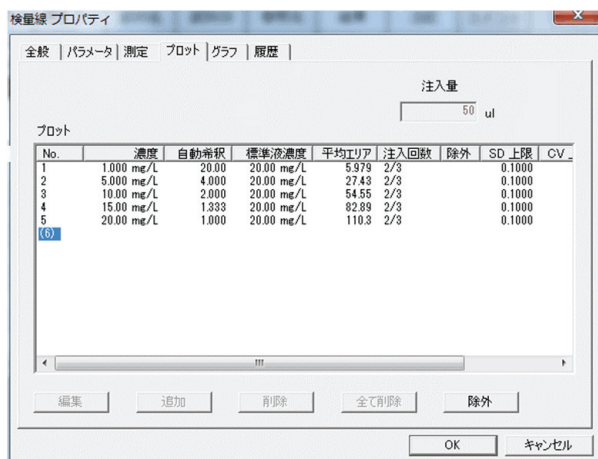 検量線 プロパティ
全般 パラメータ 測定 プロット グラフ 履歴
注入量
50 ul
プロット
No. 濃度 自動希釈 標準液濃度 平均エリア 注入回数 除外 SD 上限 CV
1 1.000 mg/L 20.00 20.00 mg/L 5.979 2/3 0.1000
2 5.000 mg/L 4.000 20.00 mg/L 27.43 2/3 0.1000
3 10.00 mg/L 2.000 20.00 mg/L 54.55 2/3 0.1000
4 15.00 mg/L 1.333 20.00 mg/L 82.89 2/3 0.1000
5 20.00 mg/L 1.000 20.00 mg/L 110.3 2/3 0.1000
(6)
編集 追加 削除 全て削除 除外
OK キャンセル